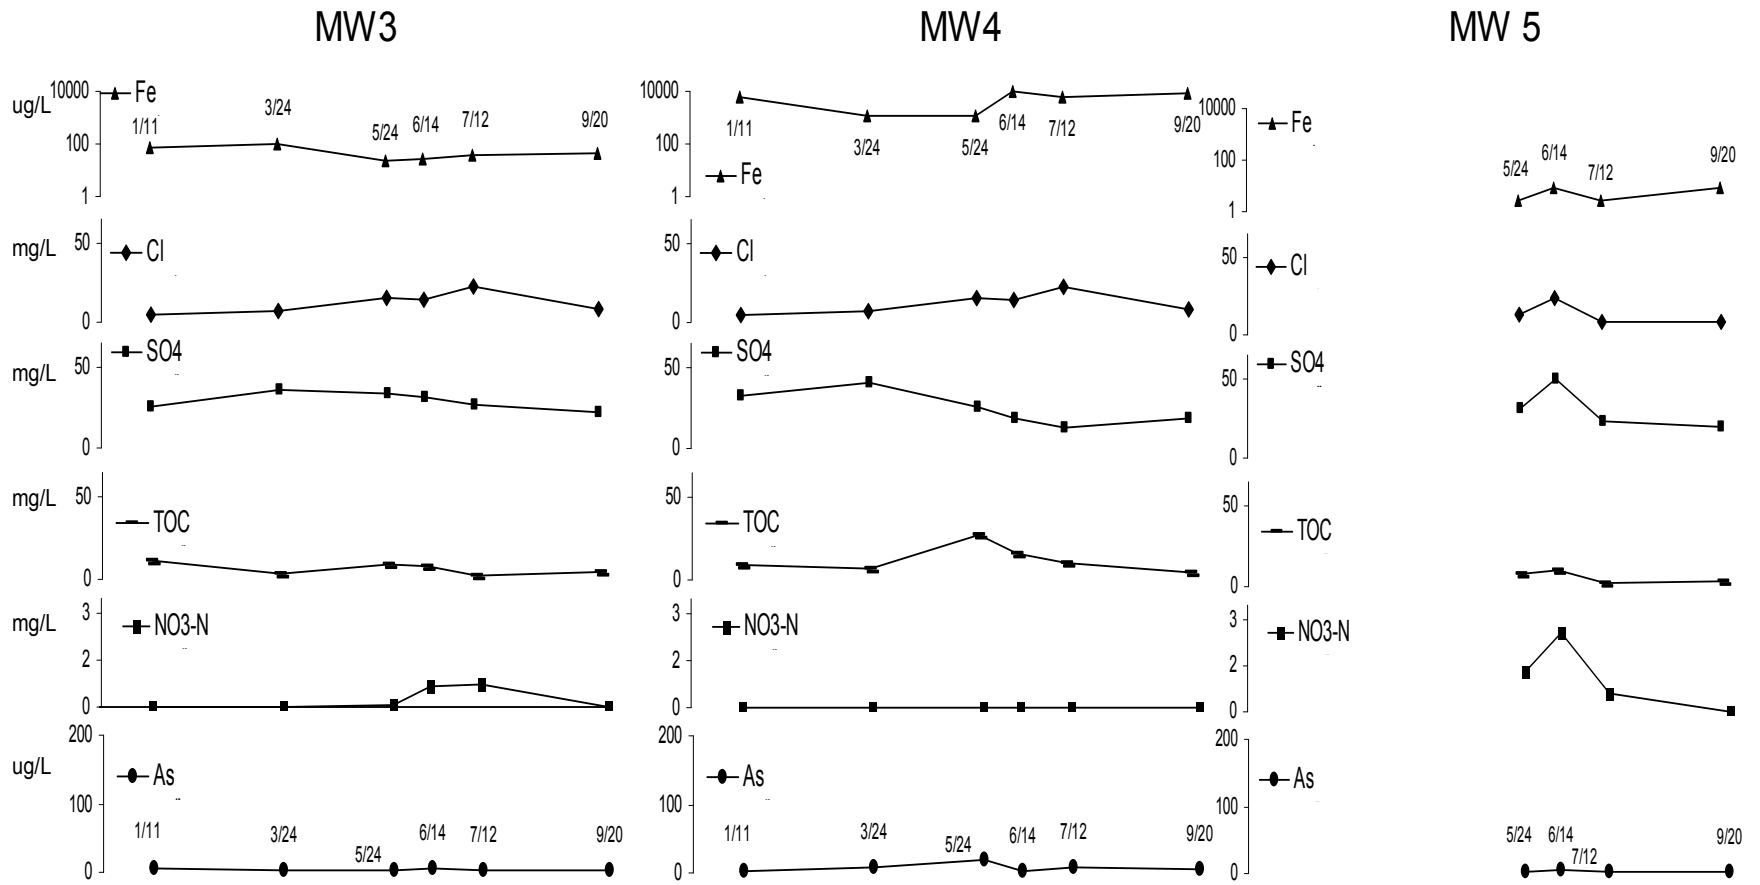 MW3 MW4 MW 5
ug/L 10000 Fe 3/24 10000 10000
1/11 5/24 6/14 7/12 9/20 1/11 6/14 7/12 9/20 Fe
100 100 3/24 5/24 100 5/24 6/14 7/12 9/20
1 1 Fe 1
mg/L 50 Cl 50 Cl 50 Cl
0 0 0
mg/L 50 SO4 50 SO4 50 SO4
0 0 0
mg/L 50 TOC 50 TOC 50 TOC
0 0 0
mg/L 3 NO3-N 3 NO3-N 3 NO3-N
2 2 2
0 0 0
200 200 200
ug/L As As As
100 100 100
1/11 3/24 5/24 6/14 7/12 9/20 1/11 3/24 5/24 6/14 7/12 9/20 5/24 6/14 7/12 9/20
0 0 0